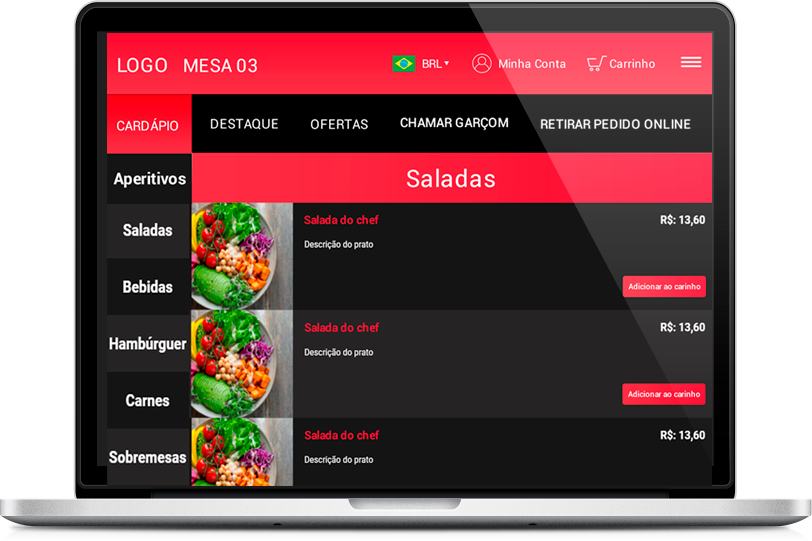 LOGO MESA 03 BRL Minha Conta Carrinho
CARDÁPIO DESTAQUE OFERTAS CHAMAR GARÇOM RETIRAR PEDIDO ONLINE
Aperitivos
Saladas
Bebidas
Hambúrguer
Carnes
Sobremesas
Saladas
Salada do chef R$: 13,60
Descrição do prato
Adicionar ao carinho
Salada do chef R$: 13,60
Descrição do prato
Adicionar ao carinho
Salada do chef R$: 13,60
Descrição do prato